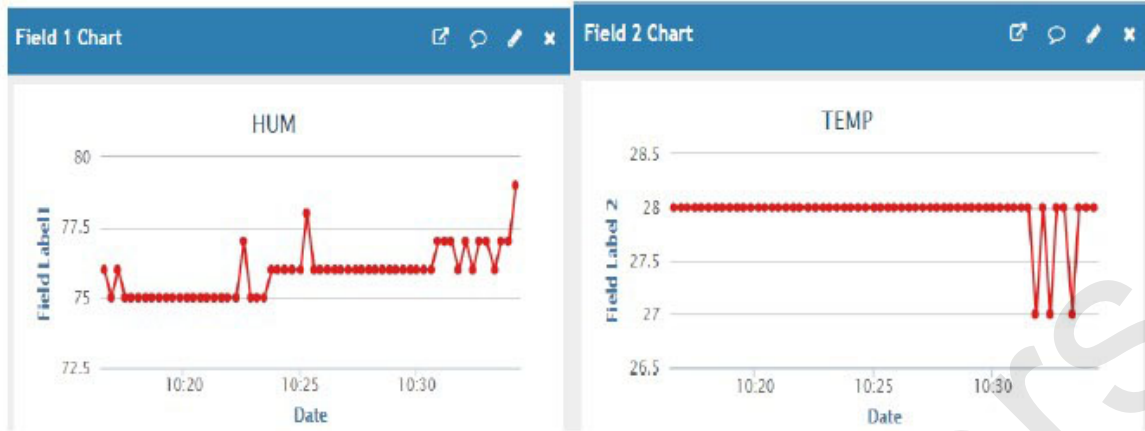 Field 1 Chart
HUM
80
77.5
75
72.5
Field Label 1
10:20 10:25 10:30
Date
Field 2 Chart
TEMP
28.5
28
27.5
27
26.5
Field Label 2
10:20 10:25 10:30
Date